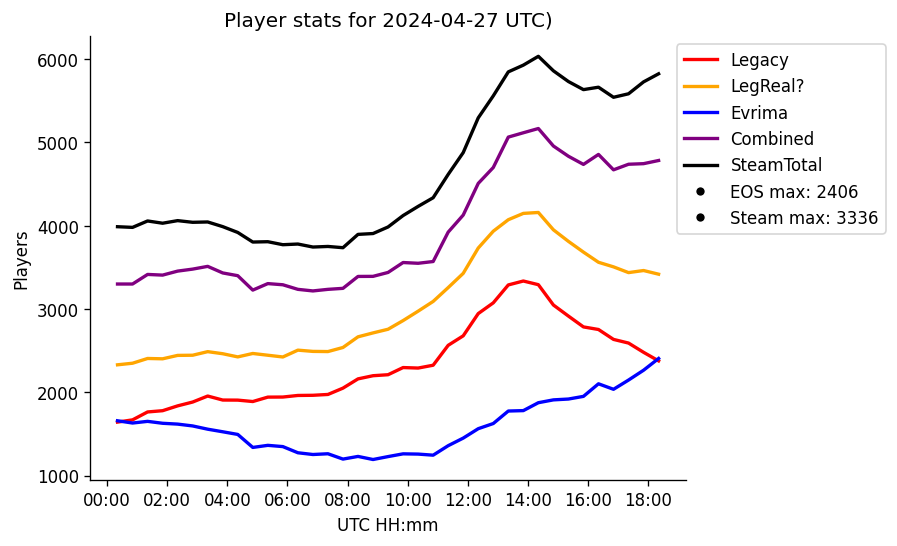 Player stats for 2024-04-27 UTC)
6000
5000
4000
3000
2000
1000
Players
00:00 02:00 04:00 06:00 08:00 10:00 12:00 14:00 16:00 18:00
UTC HH:mm
Legacy
LegReal?
Evrima
Combined
SteamTotal
EOS max: 2406
Steam max: 3336